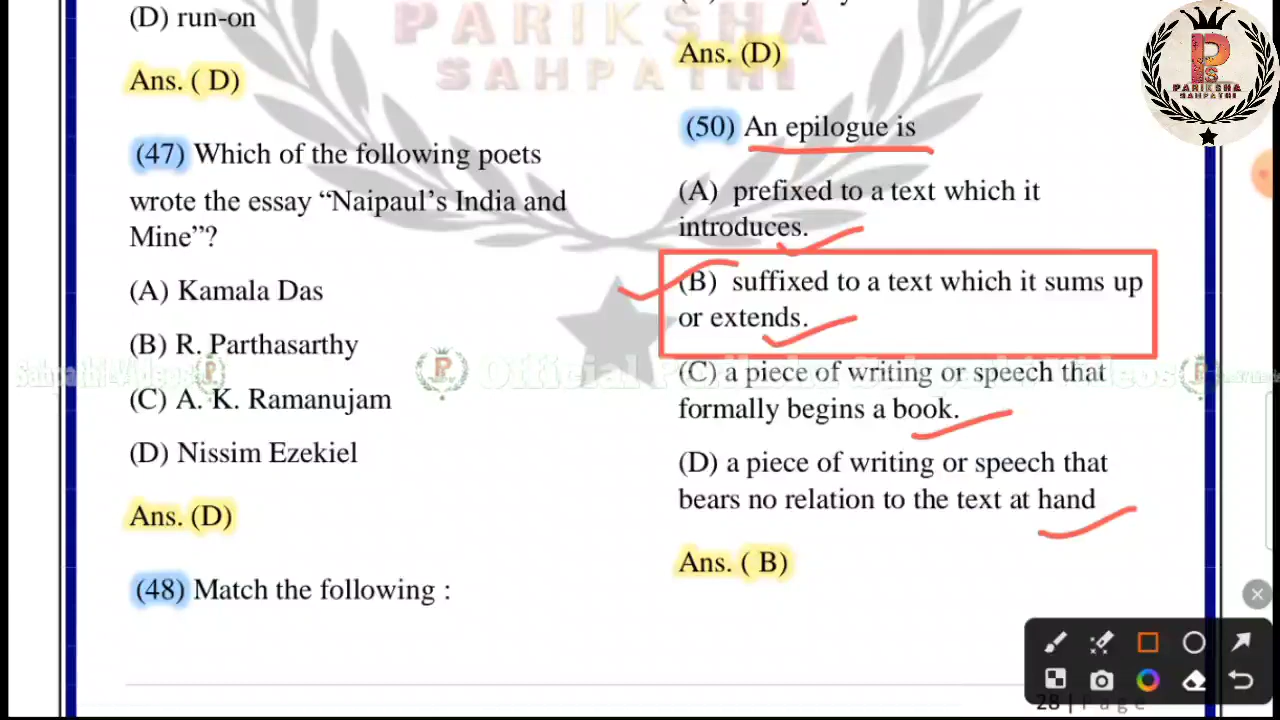 (D) run-on
Ans. ( D)
(47) Which of the following poets
wrote the essay “Naipaul’s India and
Mine”?
(A) Kamala Das
(B) R. Parthasarthy
(C) A. K. Ramanujam
(D) Nissim Ezekiel
Ans. (D)
(48) Match the following :
Ans. (D)
(50) An epilogue is
(A) prefixed to a text which it
introduces.
(B) suffixed to a text which it sums up
or extends.
(C) a piece of writing or speech that
formally begins a book.
(D) a piece of writing or speech that
bears no relation to the text at hand
Ans. ( B)
PARIKSHA
SAHPATHI
PS
PARIKSHA
SAHPATHI
28 | Page